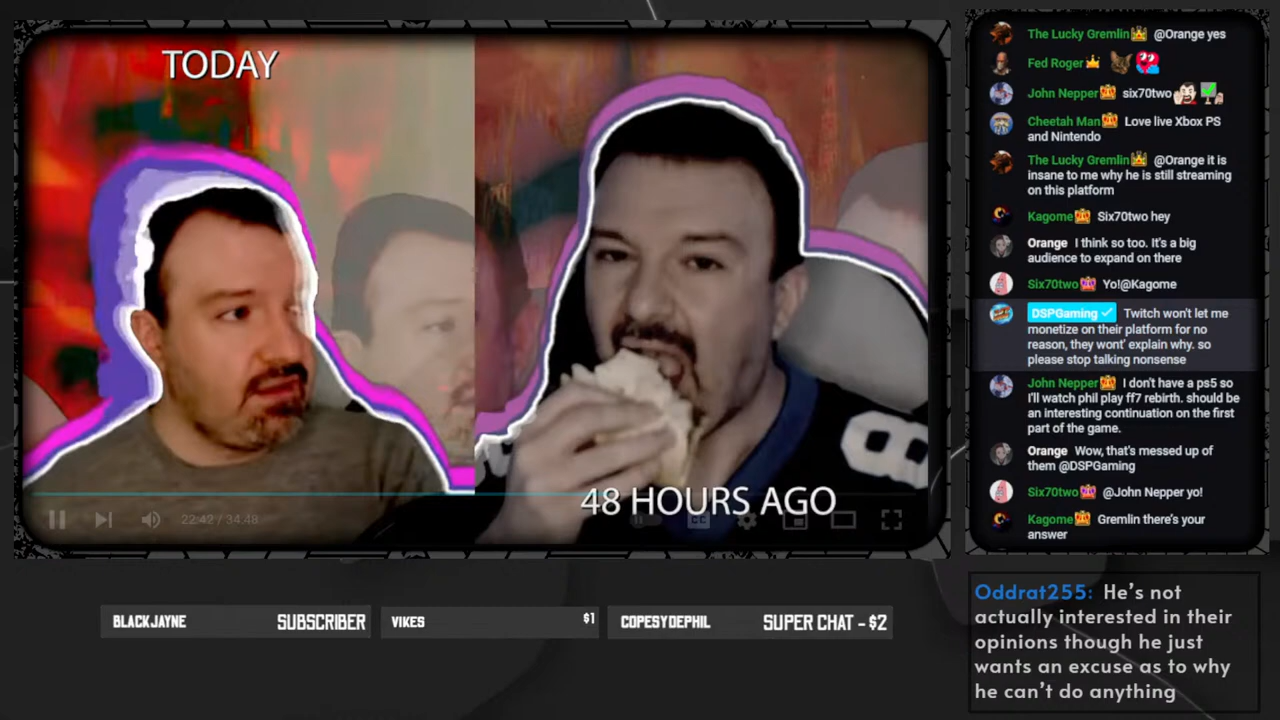 TODAY
48 HOURS AGO
22:42 / 34:48
CC
The Lucky Gremlin @Orange yes
Fed Roger
John Nepper six70two
Cheetah Man Love live Xbox PS
and Nintendo
The Lucky Gremlin @Orange it is
insane to me why he is still streaming
on this platform
Kagome Six70two hey
Orange I think so too. It's a big
audience to expand on there
Six70two Yo!@Kagome
DSPGaming Twitch won't let me
monetize on their platform for no
reason, they wont' explain why. so
please stop talking nonsense
John Nepper I don't have a ps5 so
I'll watch phil play ff7 rebirth. should be
an interesting continuation on the first
part of the game.
Orange Wow, that's messed up of
them @DSPGaming
Six70two @John Nepper yo!
Kagome Gremlin there's your
answer
BLACKJAYNE SUBSCRIBER
VIKES $1
COPESYDEPHIL SUPER CHAT - $2
Oddrat255: He's not
actually interested in their
opinions though he just
wants an excuse as to why
he can't do anything